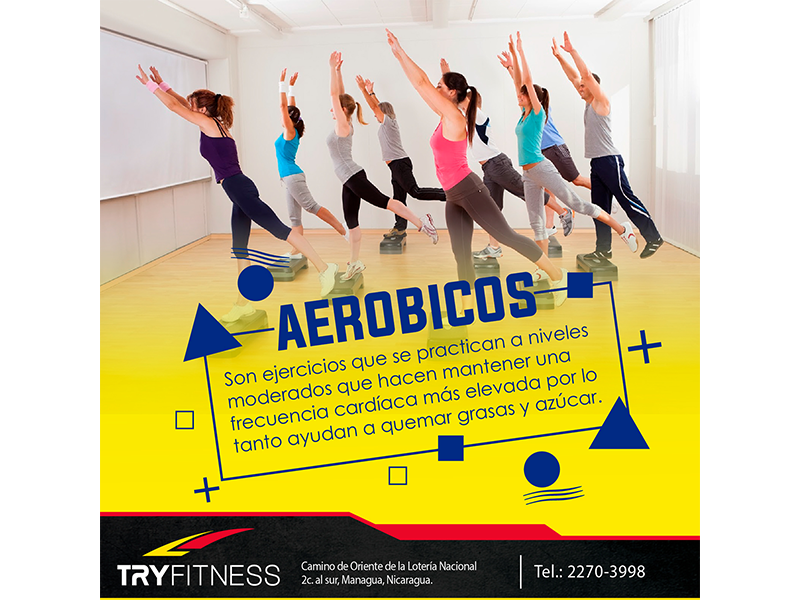 AEROBICOS
Son ejercicios que se practican a niveles
moderados que hacen mantener una
frecuencia cardíaca más elevada por lo
tanto ayudan a quemar grasas y azúcar.
TRYFITNESS
Camino de Oriente de la Lotería Nacional
2c. al sur, Managua, Nicaragua.
Tel.: 2270-3998